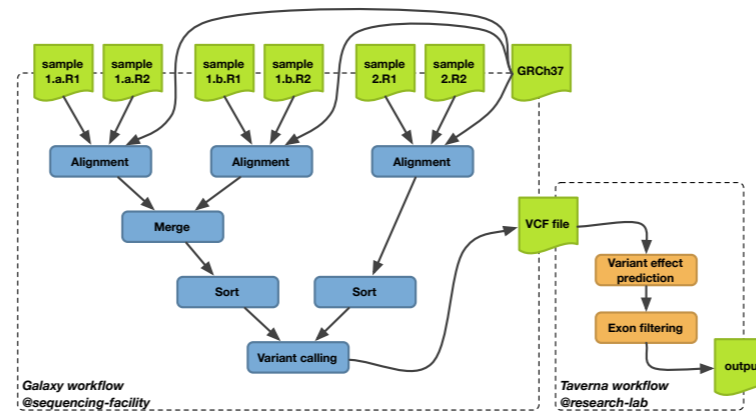 sample
1.a.R1
sample
1.a.R2
sample
1.b.R1
sample
1.b.R2
sample
2.R1
sample
2.R2
GRCh37
Alignment
Alignment
Alignment
Merge
VCF file
Variant effect
prediction
Sort
Sort
Exon filtering
Variant calling
output
Galaxy workflow
@sequencing-facility
Taverna workflow
@research-lab